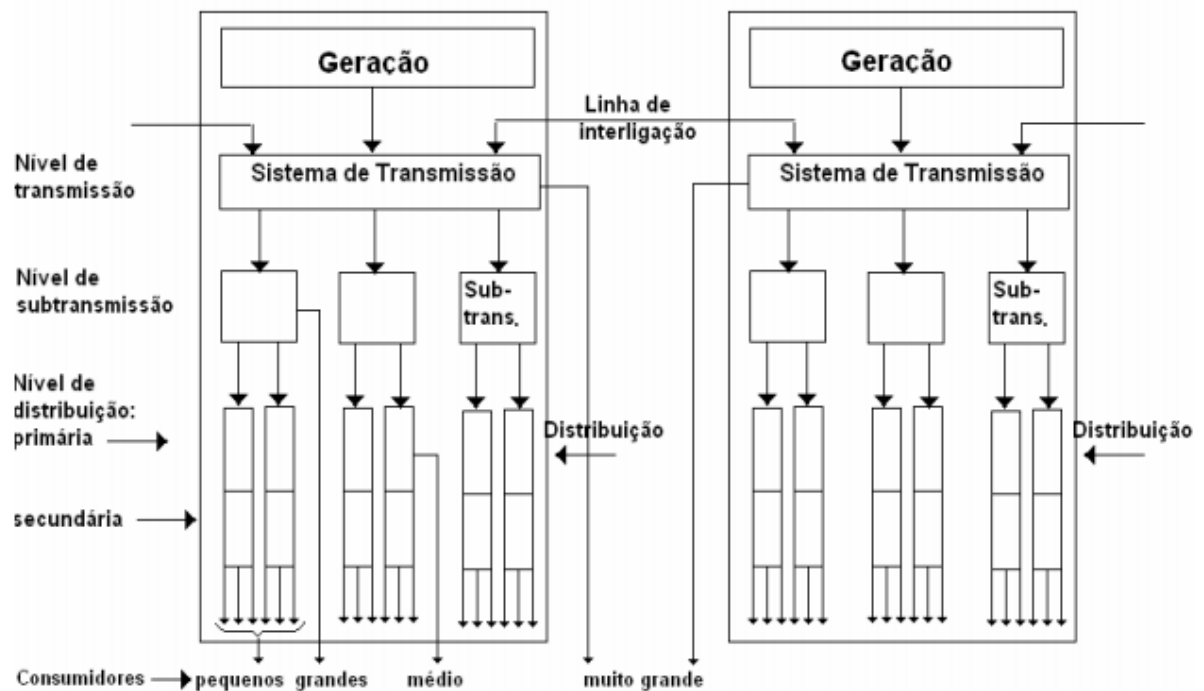 Geração
Geração
Linha de
interligação
Nível de
transmissão
Sistema de Transmissão
Sistema de Transmissão
Nível de
subtransmissão
Sub-
trans.
Sub-
trans.
Nível de
distribuição:
primária
Distribuição
Distribuição
secundária
Consumidores
pequenos
grandes
médio
muito grande